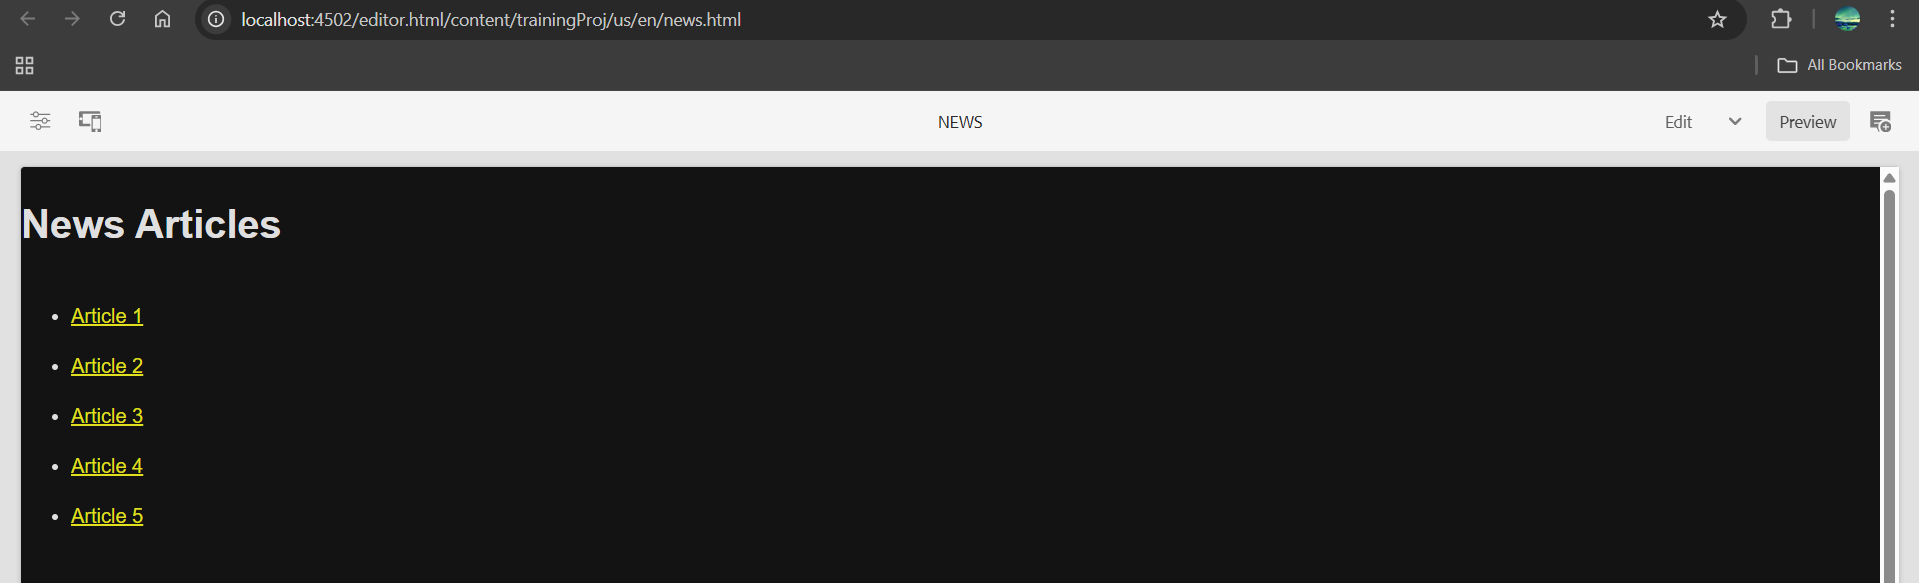 localhost:4502/editor.html/content/trainingProj/us/en/news.html
All Bookmarks
NEWS
Edit
Preview
News Articles
Article 1
Article 2
Article 3
Article 4
Article 5